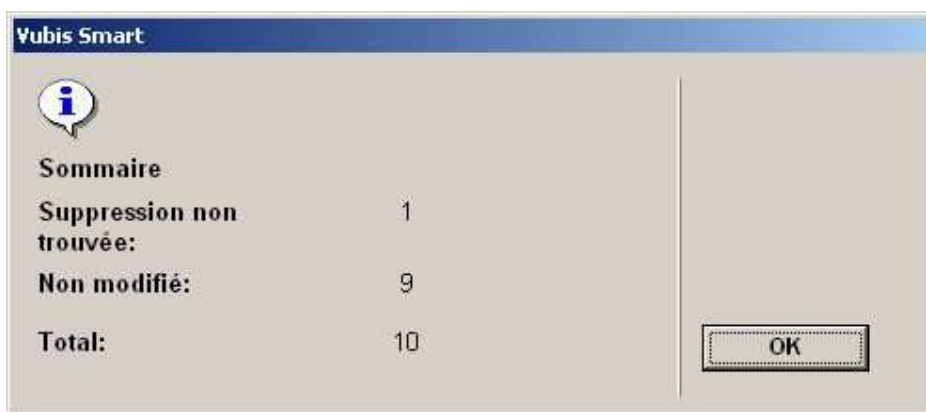 Vubis Smart
Sommaire
Suppression non 1
trouvée:
Non modifié: 9
Total: 10
OK